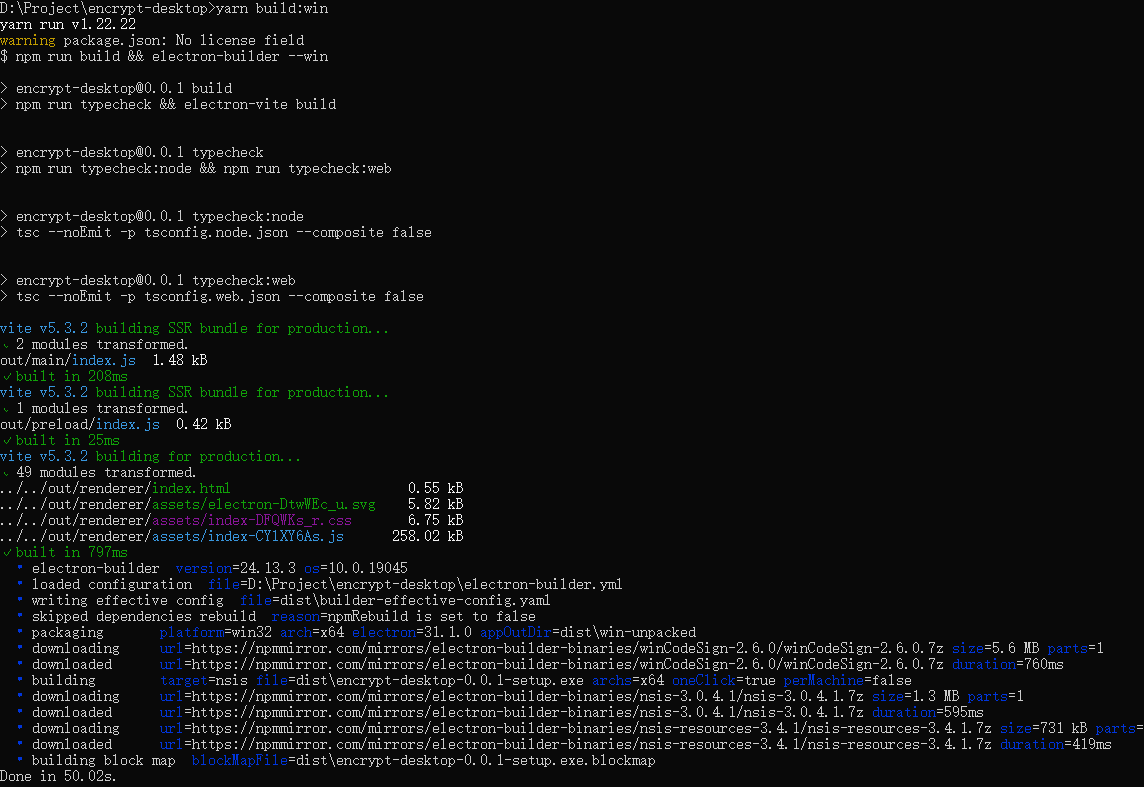 D:\Project\encrypt-desktop>yarn build:win
yarn run v1.22.22
warning package.json: No license field
$ npm run build && electron-builder --win
> encrypt-desktop@0.0.1 build
> npm run typecheck && electron-vite build
> encrypt-desktop@0.0.1 typecheck
> npm run typecheck:node && npm run typecheck:web
> encrypt-desktop@0.0.1 typecheck:node
> tsc --noEmit -p tsconfig.node.json --composite false
> encrypt-desktop@0.0.1 typecheck:web
> tsc --noEmit -p tsconfig.web.json --composite false
vite v5.3.2 building SSR bundle for production...
✓ 2 modules transformed.
out/main/index.js  1.48 kB
✓ built in 208ms
vite v5.3.2 building SSR bundle for production...
✓ 1 modules transformed.
out/preload/index.js  0.42 kB
✓ built in 25ms
vite v5.3.2 building for production...
✓ 49 modules transformed.
../../out/renderer/index.html                      0.55 kB
../../out/renderer/assets/electron-DtwWEc_u.svg    5.82 kB
../../out/renderer/assets/index-DFQWKs_r.css       6.75 kB
../../out/renderer/assets/index-CY1XY6As.js      258.02 kB
✓ built in 797ms
• electron-builder  version=24.13.3 os=10.0.19045
• loaded configuration  file=D:\Project\encrypt-desktop\electron-builder.yml
• writing effective config  file=dist\builder-effective-config.yaml
• skipped dependencies rebuild  reason=npmRebuild is set to false
• packaging       platform=win32 arch=x64 electron=31.1.0 appOutDir=dist\win-unpacked
• downloading     url=https://npmmirror.com/mirrors/electron-builder-binaries/winCodeSign-2.6.0/winCodeSign-2.6.0.7z size=5.6 MB parts=1
• downloaded      url=https://npmmirror.com/mirrors/electron-builder-binaries/winCodeSign-2.6.0/winCodeSign-2.6.0.7z duration=760ms
• building        target=nsis file=dist\encrypt-desktop-0.0.1-setup.exe archs=x64 oneClick=true perMachine=false
• downloading     url=https://npmmirror.com/mirrors/electron-builder-binaries/nsis-3.0.4.1/nsis-3.0.4.1.7z size=1.3 MB parts=1
• downloaded      url=https://npmmirror.com/mirrors/electron-builder-binaries/nsis-3.0.4.1/nsis-3.0.4.1.7z duration=595ms
• downloading     url=https://npmmirror.com/mirrors/electron-builder-binaries/nsis-resources-3.4.1/nsis-resources-3.4.1.7z size=731 kB parts=
• downloaded      url=https://npmmirror.com/mirrors/electron-builder-binaries/nsis-resources-3.4.1/nsis-resources-3.4.1.7z duration=419ms
• building block map  blockMapFile=dist\encrypt-desktop-0.0.1-setup.exe.blockmap
Done in 50.02s.